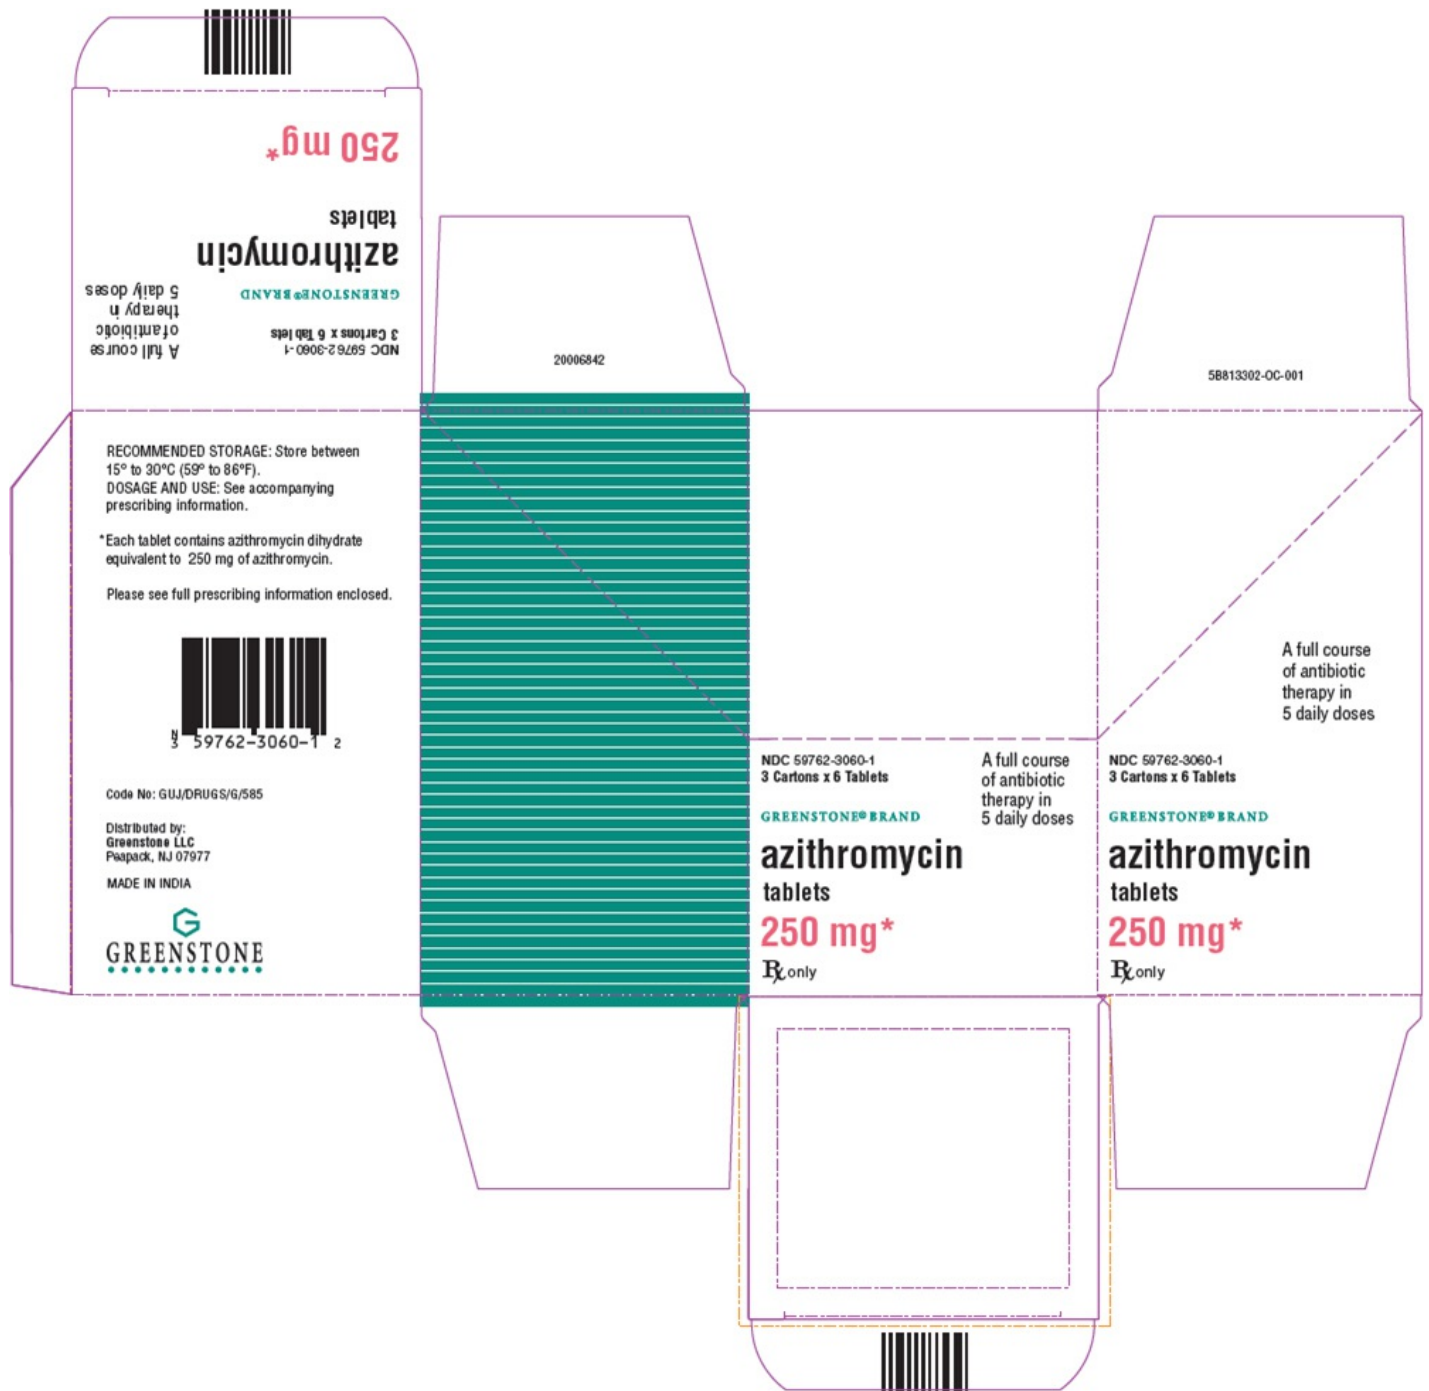 250 mg*
tablets
azithromycin
GREENSTONE® BRAND
3 Cartons x 6 Tablets
NDC 59762-3060-1
A full course
of antibiotic
therapy in
5 daily doses
20006842
5B813302-OC-001
RECOMMENDED STORAGE: Store between
15° to 30°C (59° to 86°F).
DOSAGE AND USE: See accompanying
prescribing information.
*Each tablet contains azithromycin dihydrate
equivalent to 250 mg of azithromycin.
Please see full prescribing information enclosed.
N
3 59762-3060-1 2
Code No: GUJ/DRUGS/G/585
Distributed by:
Greenstone LLC
Peapack, NJ 07977
MADE IN INDIA
G
GREENSTONE
NDC 59762-3060-1
3 Cartons x 6 Tablets
A full course
of antibiotic
therapy in
5 daily doses
GREENSTONE® BRAND
azithromycin
tablets
250 mg*
Rx only
A full course
of antibiotic
therapy in
5 daily doses
NDC 59762-3060-1
3 Cartons x 6 Tablets
GREENSTONE® BRAND
azithromycin
tablets
250 mg*
Rx only